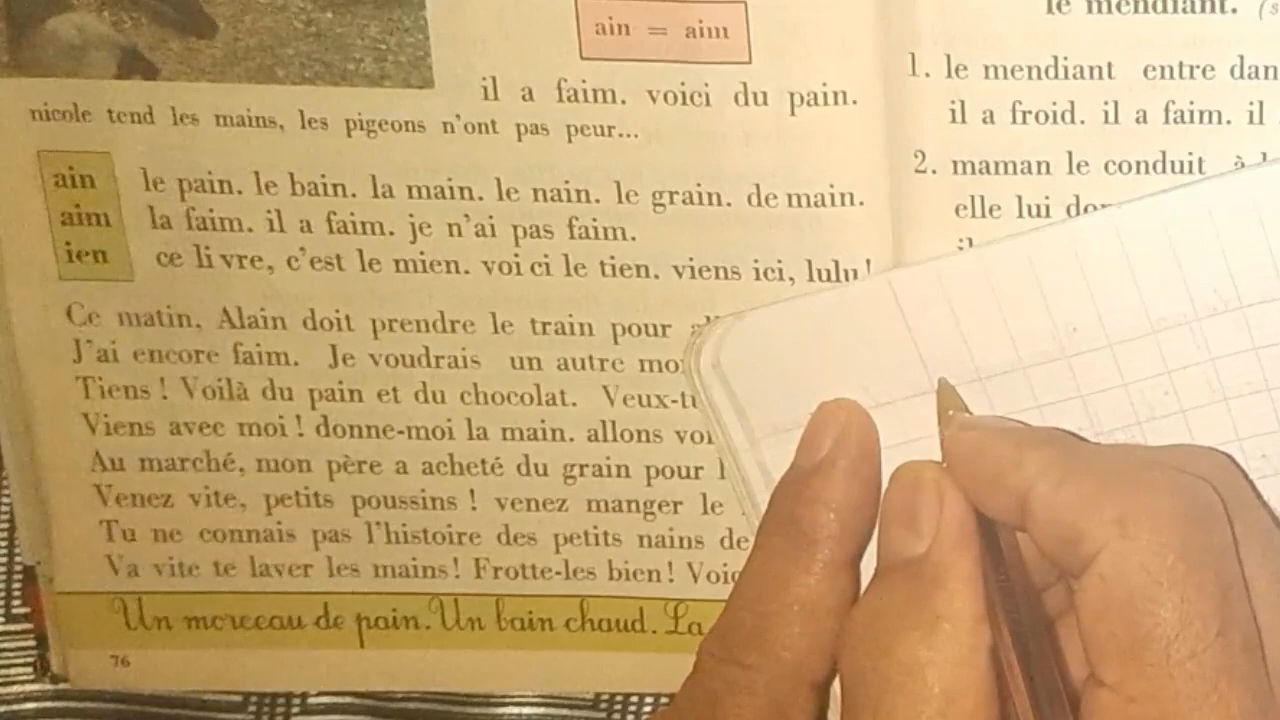 ain = aim
il a faim. voici du pain.
nicole tend les mains, les pigeons n'ont pas peur...
ain le pain. le bain. la main. le nain. le grain. demain.
aim la faim. il a faim. je n'ai pas faim.
ien ce livre, c'est le mien. voici le tien. viens ici, lulu!
Ce matin, Alain doit prendre le train pour
J'ai encore faim. Je voudrais un autre
Tiens ! Voilà du pain et du chocolat.
Viens avec moi ! donne-moi la main. allons
Au marché, mon père a acheté du grain pour
Venez vite, petits poussins ! venez manger le
Tu ne connais pas l'histoire des petits nains de
Va vite te laver les mains! Frotte-les bien!
Un morceau de pain. Un bain chaud. La
76
le mendiant.
1. le mendiant entre
il a froid. il a faim. il
2. maman le conduit
elle lui